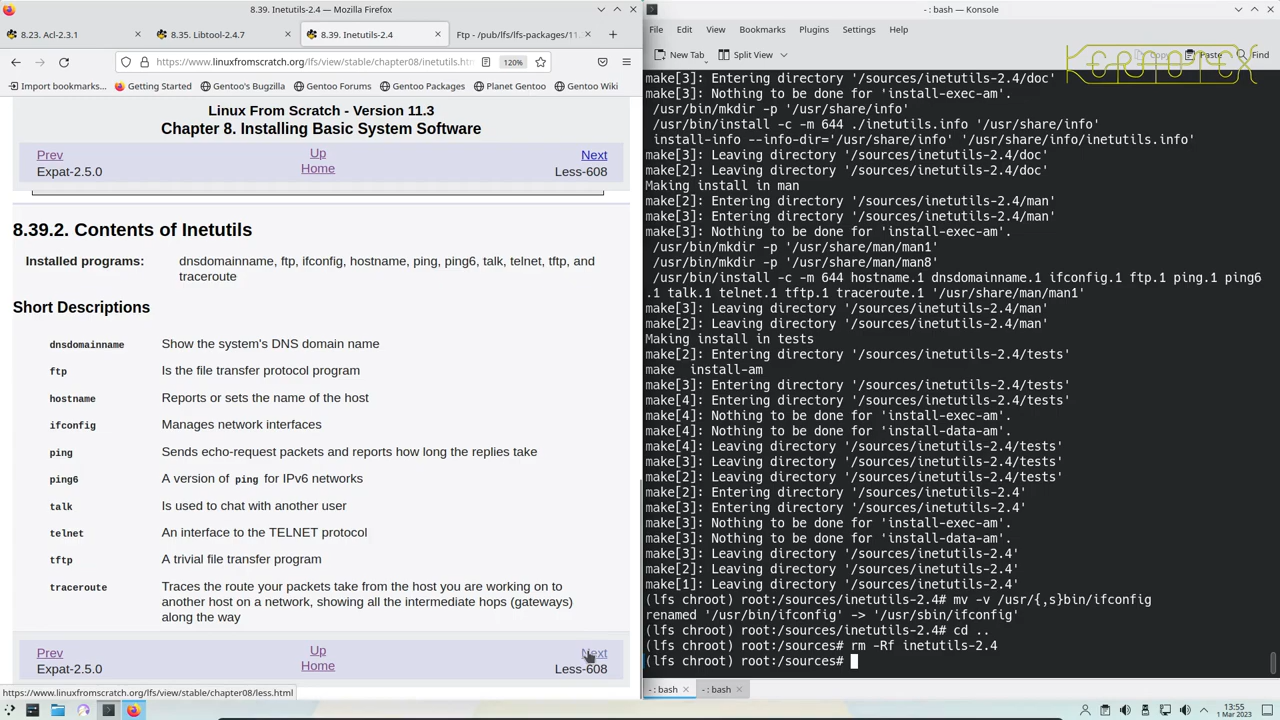 8.39. Inetutils-2.4 — Mozilla Firefox
8.23. Acl-2.3.1
8.35. Libtool-2.4.7
8.39. Inetutils-2.4
Ftp - /pub/lfs/lfs-packages/11.
https://www.linuxfromscratch.org/lfs/view/stable/chapter08/inetutils.htm
120%
Import bookmarks...
Getting Started
Gentoo's Bugzilla
Gentoo Forums
Gentoo Packages
Planet Gentoo
Gentoo Wiki
Linux From Scratch - Version 11.3
Chapter 8. Installing Basic System Software
Prev
Up
Next
Expat-2.5.0
Home
Less-608
8.39.2. Contents of Inetutils
Installed programs: dnsdomainname, ftp, ifconfig, hostname, ping, ping6, talk, telnet, tftp, and
traceroute
Short Descriptions
dnsdomainname Show the system's DNS domain name
ftp Is the file transfer protocol program
hostname Reports or sets the name of the host
ifconfig Manages network interfaces
ping Sends echo-request packets and reports how long the replies take
ping6 A version of ping for IPv6 networks
talk Is used to chat with another user
telnet An interface to the TELNET protocol
tftp A trivial file transfer program
traceroute Traces the route your packets take from the host you are working on to
another host on a network, showing all the intermediate hops (gateways)
along the way
Prev
Up
Next
Expat-2.5.0
Home
Less-608
https://www.linuxfromscratch.org/lfs/view/stable/chapter08/less.html
- : bash — Konsole
File Edit View Bookmarks Plugins Settings Help
New Tab
Split View
Copy
Paste
Find
KERNOTEX
make[3]: Entering directory '/sources/inetutils-2.4/doc'
make[3]: Nothing to be done for 'install-exec-am'.
/usr/bin/mkdir -p '/usr/share/info'
/usr/bin/install -c -m 644 ./inetutils.info '/usr/share/info'
install-info --info-dir='/usr/share/info' '/usr/share/info/inetutils.info'
make[3]: Leaving directory '/sources/inetutils-2.4/doc'
make[2]: Leaving directory '/sources/inetutils-2.4/doc'
Making install in man
make[2]: Entering directory '/sources/inetutils-2.4/man'
make[3]: Entering directory '/sources/inetutils-2.4/man'
make[3]: Nothing to be done for 'install-exec-am'.
/usr/bin/mkdir -p '/usr/share/man/man1'
/usr/bin/mkdir -p '/usr/share/man/man8'
/usr/bin/install -c -m 644 hostname.1 dnsdomainname.1 ifconfig.1 ftp.1 ping.1 ping6
.1 talk.1 telnet.1 tftp.1 traceroute.1 '/usr/share/man/man1'
make[3]: Leaving directory '/sources/inetutils-2.4/man'
make[2]: Leaving directory '/sources/inetutils-2.4/man'
Making install in tests
make[2]: Entering directory '/sources/inetutils-2.4/tests'
make  install-am
make[3]: Entering directory '/sources/inetutils-2.4/tests'
make[4]: Entering directory '/sources/inetutils-2.4/tests'
make[4]: Nothing to be done for 'install-exec-am'.
make[4]: Nothing to be done for 'install-data-am'.
make[4]: Leaving directory '/sources/inetutils-2.4/tests'
make[3]: Leaving directory '/sources/inetutils-2.4/tests'
make[2]: Leaving directory '/sources/inetutils-2.4/tests'
make[2]: Entering directory '/sources/inetutils-2.4'
make[3]: Entering directory '/sources/inetutils-2.4'
make[3]: Nothing to be done for 'install-exec-am'.
make[3]: Nothing to be done for 'install-data-am'.
make[3]: Leaving directory '/sources/inetutils-2.4'
make[2]: Leaving directory '/sources/inetutils-2.4'
make[1]: Leaving directory '/sources/inetutils-2.4'
(lfs chroot) root:/sources/inetutils-2.4# mv -v /usr/{,s}bin/ifconfig
renamed '/usr/bin/ifconfig' -> '/usr/sbin/ifconfig'
(lfs chroot) root:/sources/inetutils-2.4# cd ..
(lfs chroot) root:/sources# rm -Rf inetutils-2.4
(lfs chroot) root:/sources#
- : bash
- : bash
13:55
1 Mar 2023